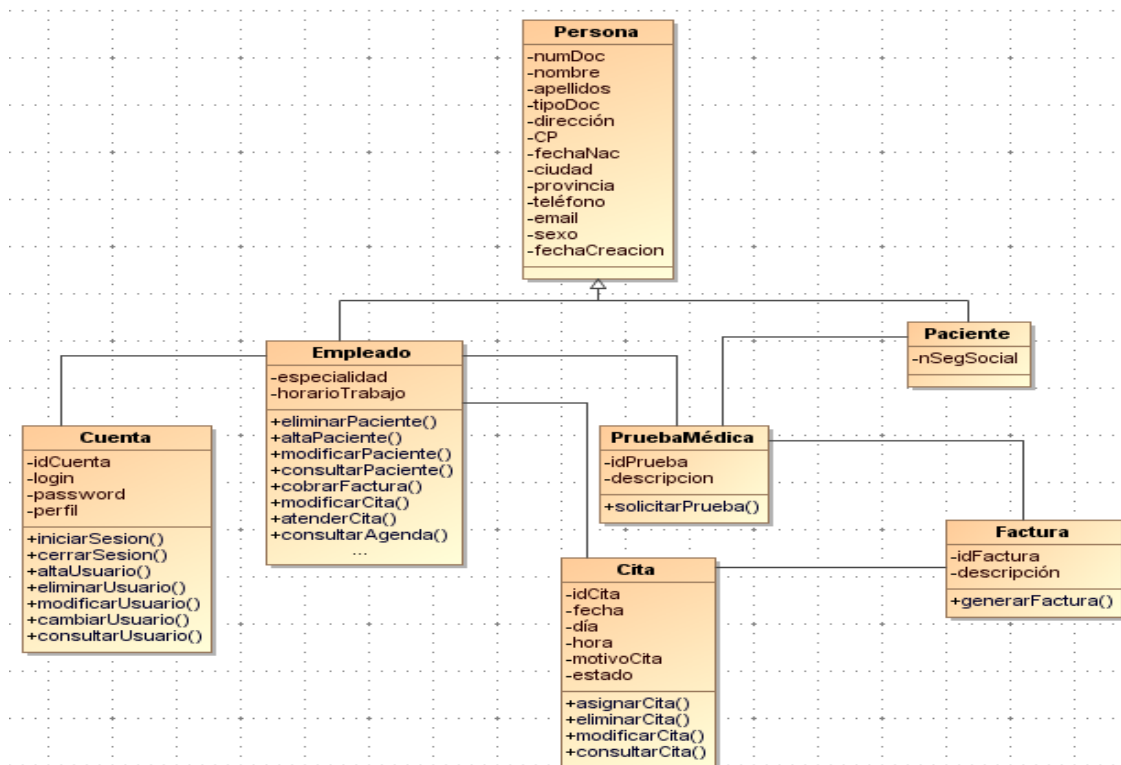 Persona
-numDoc
-nombre
-apellidos
-tipoDoc
-dirección
-CP
-fechaNac
-ciudad
-provincia
-teléfono
-email
-sexo
-fechaCreacion
Paciente
-nSegSocial
Empleado
-especialidad
-horarioTrabajo
+eliminarPaciente()
+altaPaciente()
+modificarPaciente()
+consultarPaciente()
+cobrarFactura()
+modificarCita()
+atenderCita()
+consultarAgenda()
...
Cuenta
-idCuenta
-login
-password
-perfil
+iniciarSesion()
+cerrarSesion()
+altaUsuario()
+eliminarUsuario()
+modificarUsuario()
+cambiarUsuario()
+consultarUsuario()
PruebaMédica
-idPrueba
-descripcion
+solicitarPrueba()
Factura
-idFactura
-descripción
+generarFactura()
Cita
-idCita
-fecha
-día
-hora
-motivoCita
-estado
+asignarCita()
+eliminarCita()
+modificarCita()
+consultarCita()